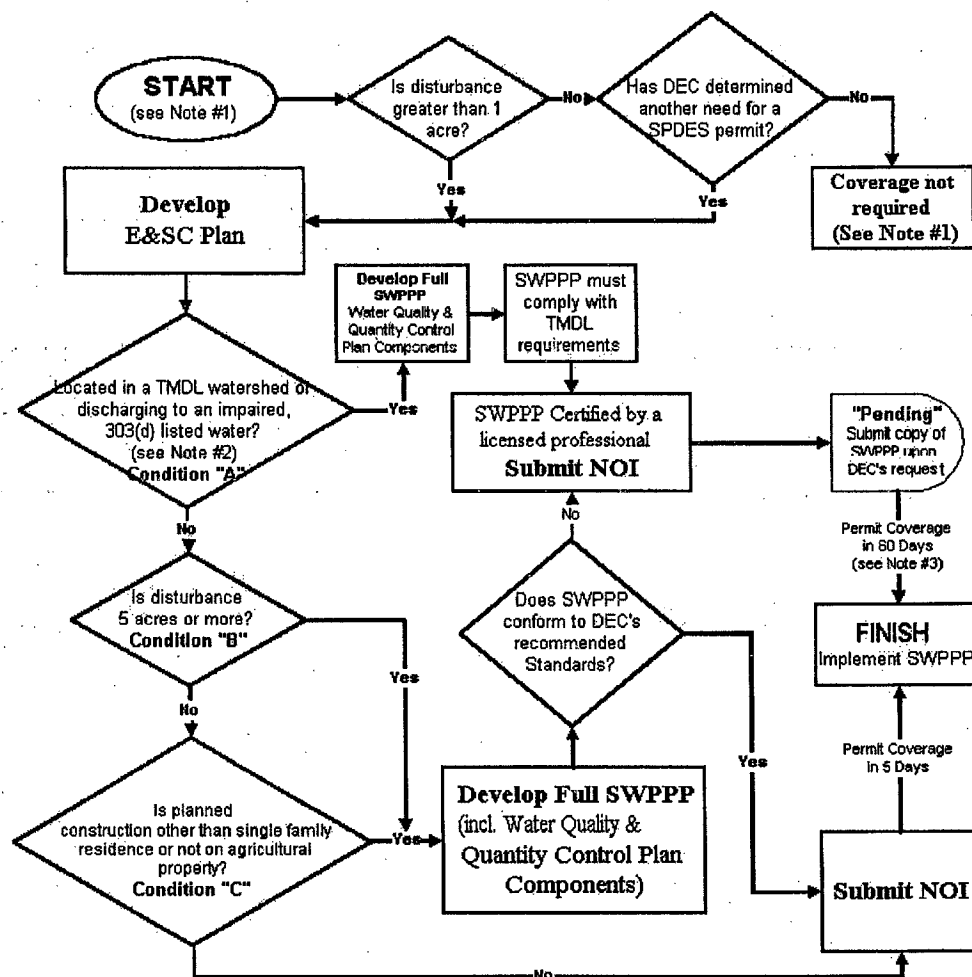 START
(see Note #1)
Is disturbance
greater than 1
acre?
No
Has DEC determined
another need for a
SPDES permit?
No
Yes
Yes
Coverage not
required
(See Note #1)
Develop
E&SC Plan
Develop Full
SWPPP
Water Quality &
Quantity Control
Plan Components
SWPPP must
comply with
TMDL
requirements
Located in a TMDL watershed or
discharging to an impaired,
303(d) listed water?
(see Note #2)
Condition "A"
Yes
SWPPP Certified by a
licensed professional
Submit NOI
"Pending"
Submit copy of
SWPPP upon
DEC's request
No
No
Permit Coverage
in 60 Days
(see Note #3)
Is disturbance
5 acres or more?
Condition "B"
Does SWPPP
conform to DEC's
recommended
Standards?
FINISH
Implement SWPPP
Yes
No
Yes
Permit Coverage
in 5 Days
Is planned
construction other than single family
residence or not on agricultural
property?
Condition "C"
Yes
Develop Full SWPPP
(incl. Water Quality &
Quantity Control Plan
Components)
Submit NOI
No